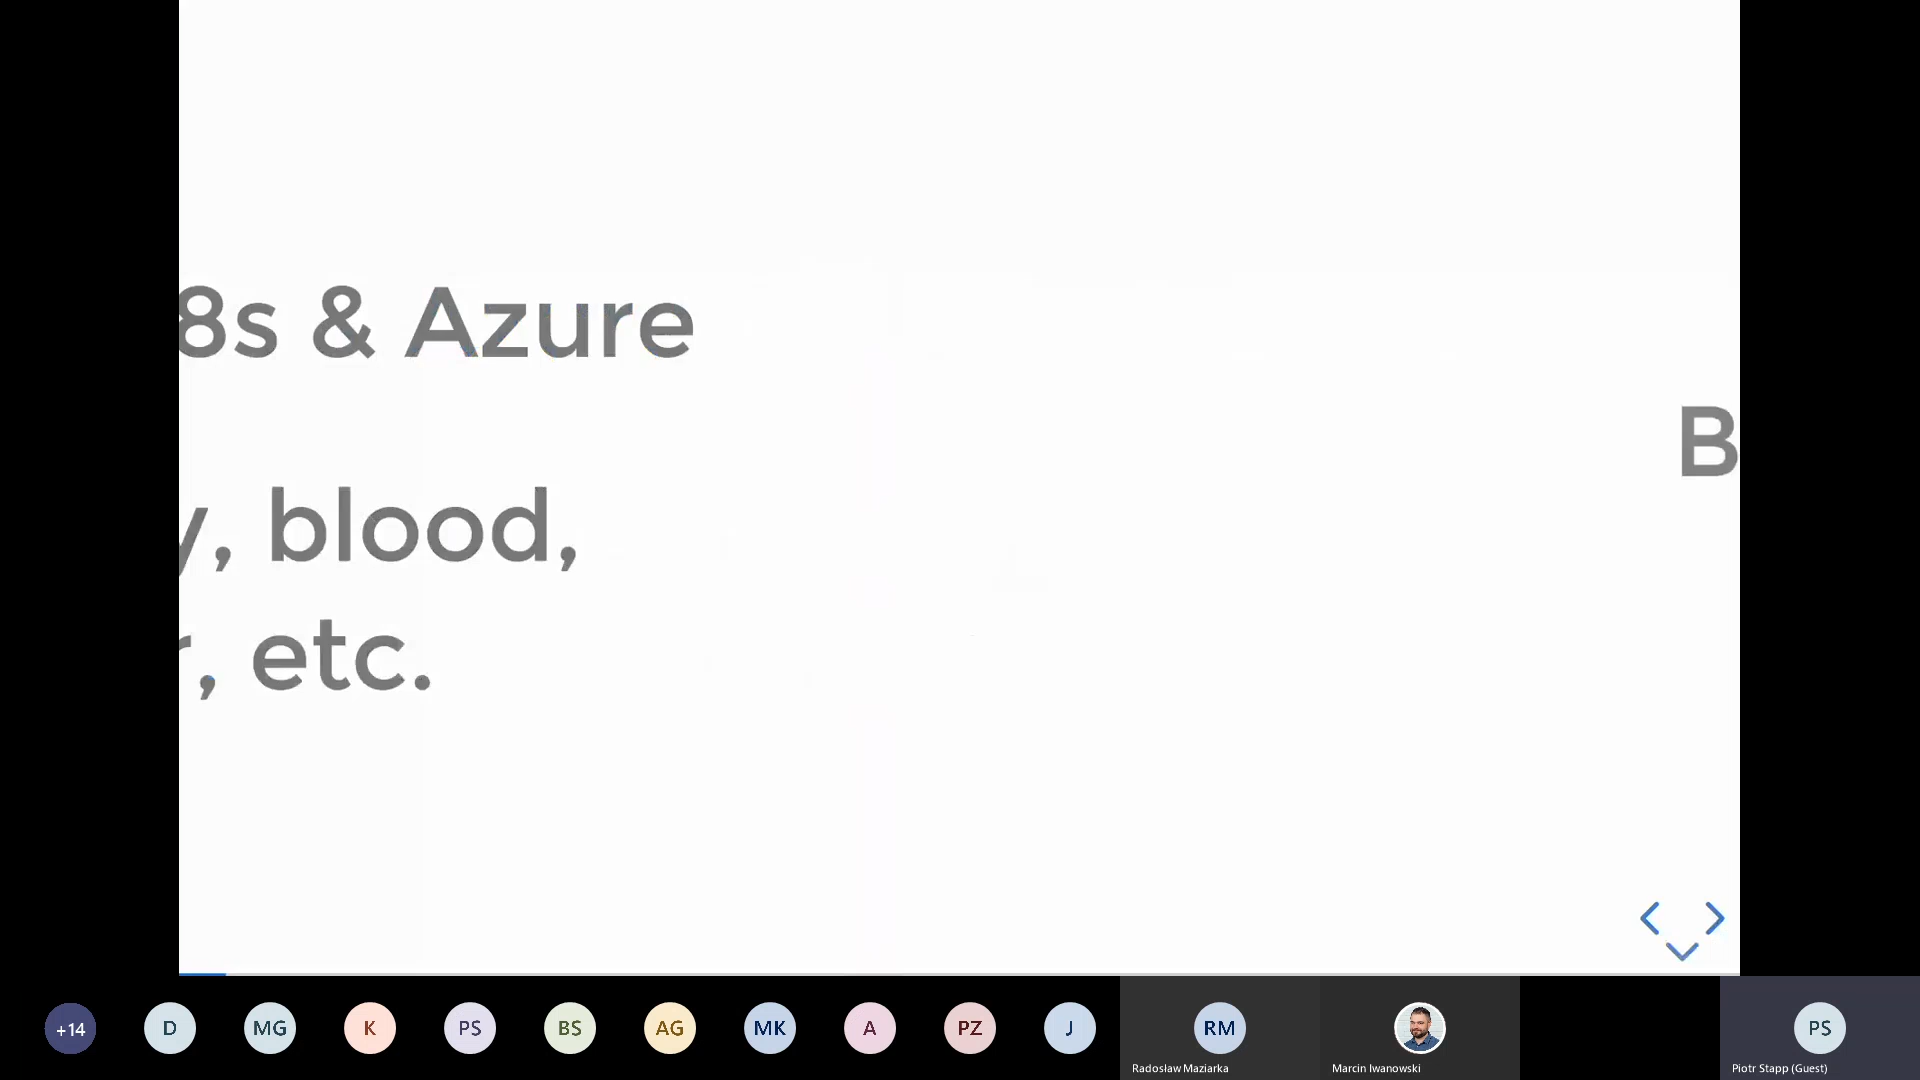 8s & Azure
B
y, blood,
r, etc.
+14
D
MG
K
PS
BS
AG
MK
A
PZ
J
RM
PS
Radosław Maziarka
Marcin Iwanowski
Piotr Stapp (Guest)